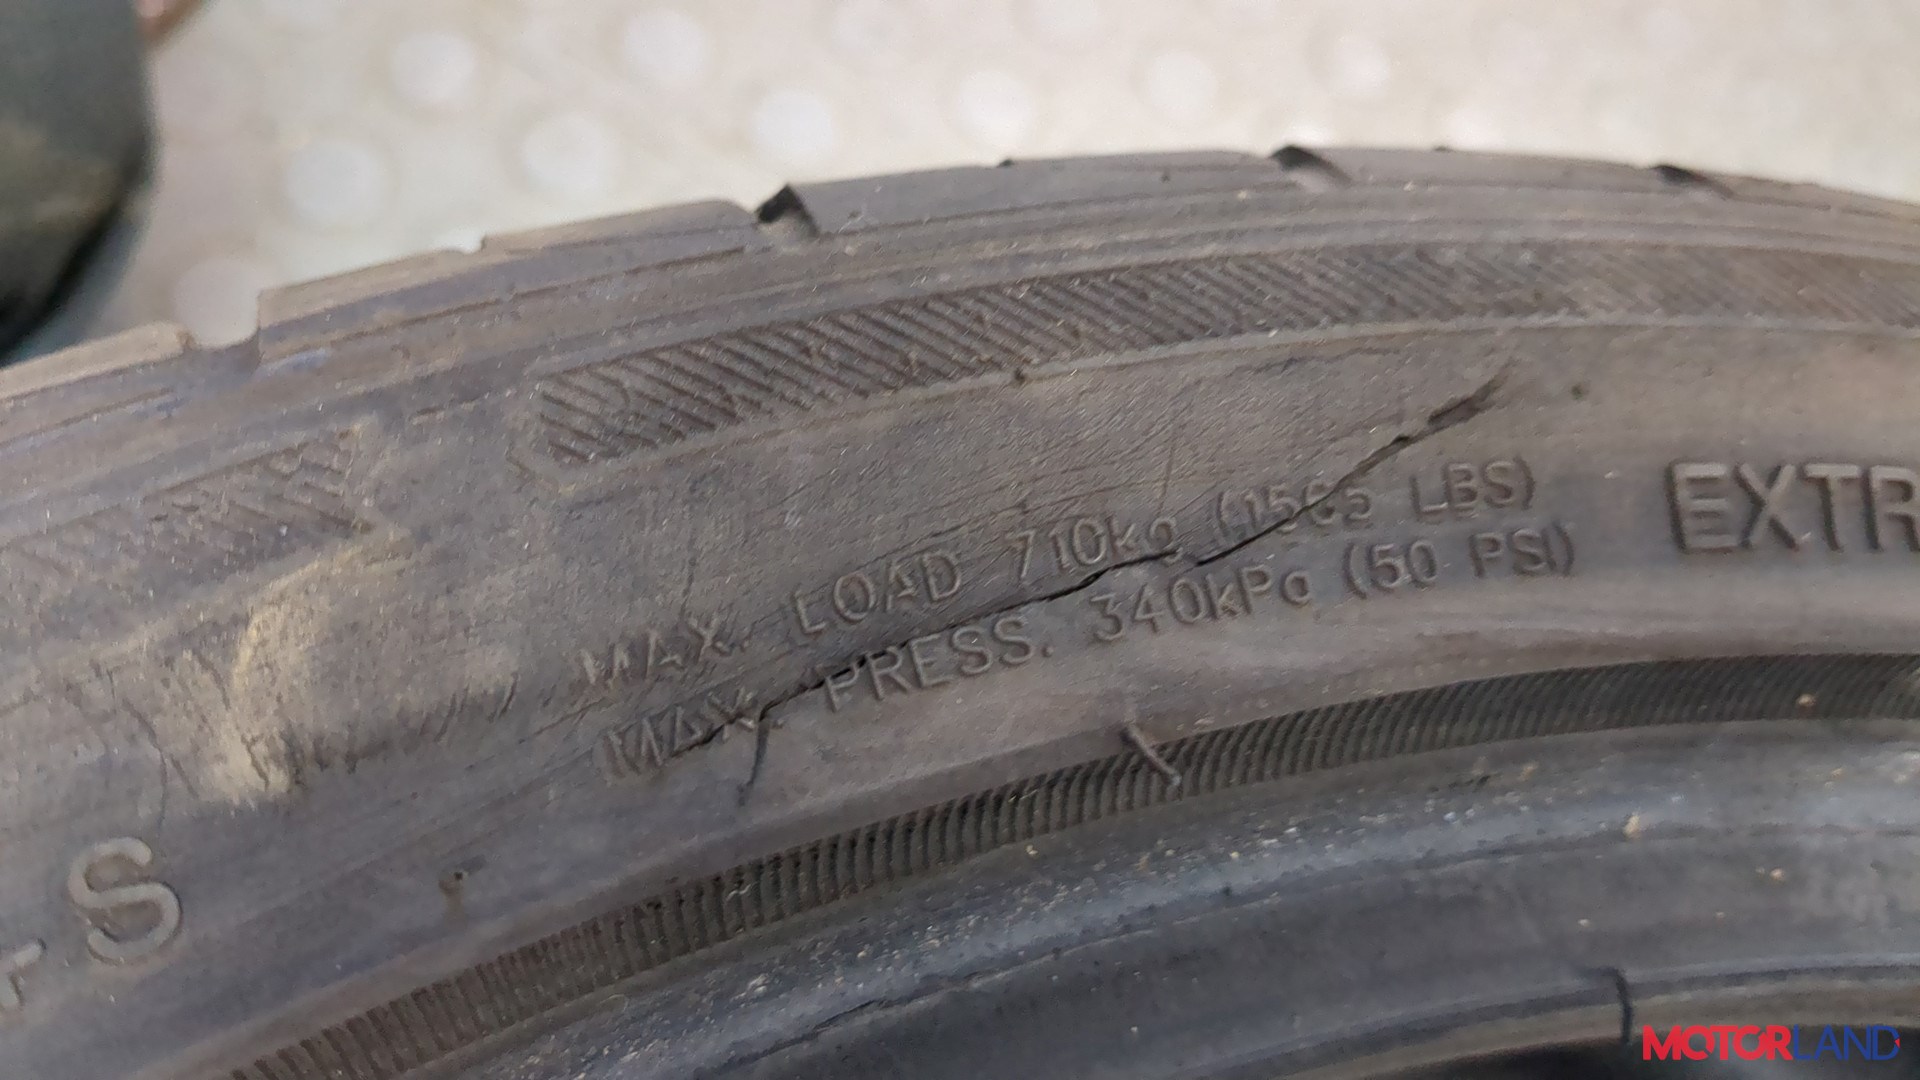 MAX. LOAD 710kg (1565 LBS)
MAX. PRESS. 340kPa (50 PSI)
EXTR
S
MOTORLAND